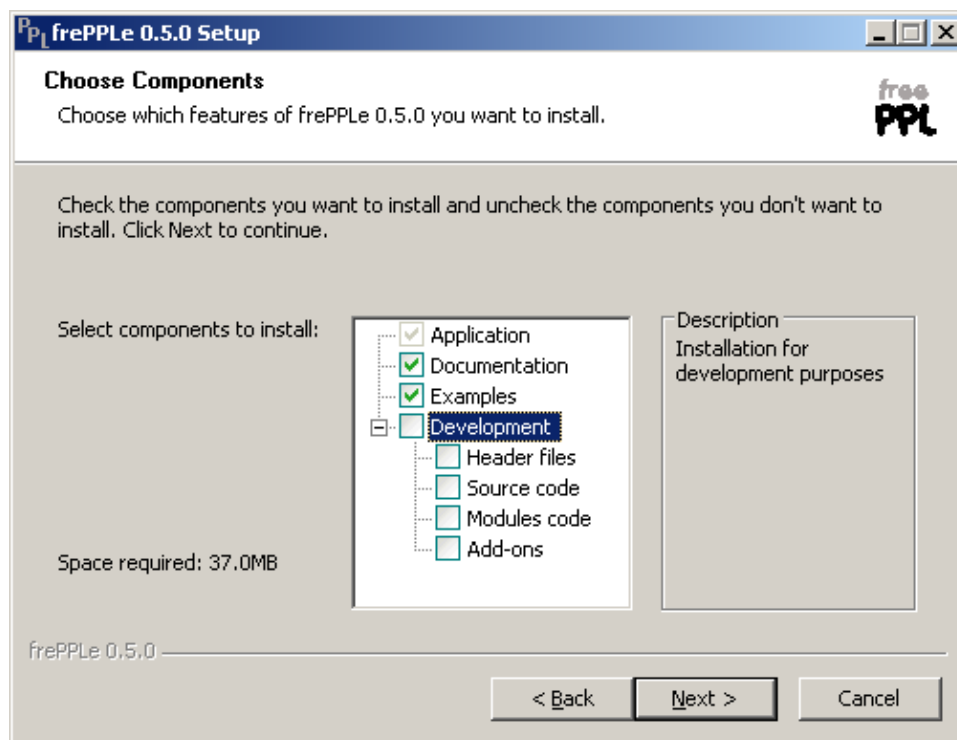 PPL frePPLe 0.5.0 Setup
Choose Components
Choose which features of frePPLe 0.5.0 you want to install.
free
PPL
Check the components you want to install and uncheck the components you don't want to
install. Click Next to continue.
Select components to install:
Application
Documentation
Examples
Development
Header files
Source code
Modules code
Add-ons
Space required: 37.0MB
Description
Installation for
development purposes
frePPLe 0.5.0
< Back
Next >
Cancel